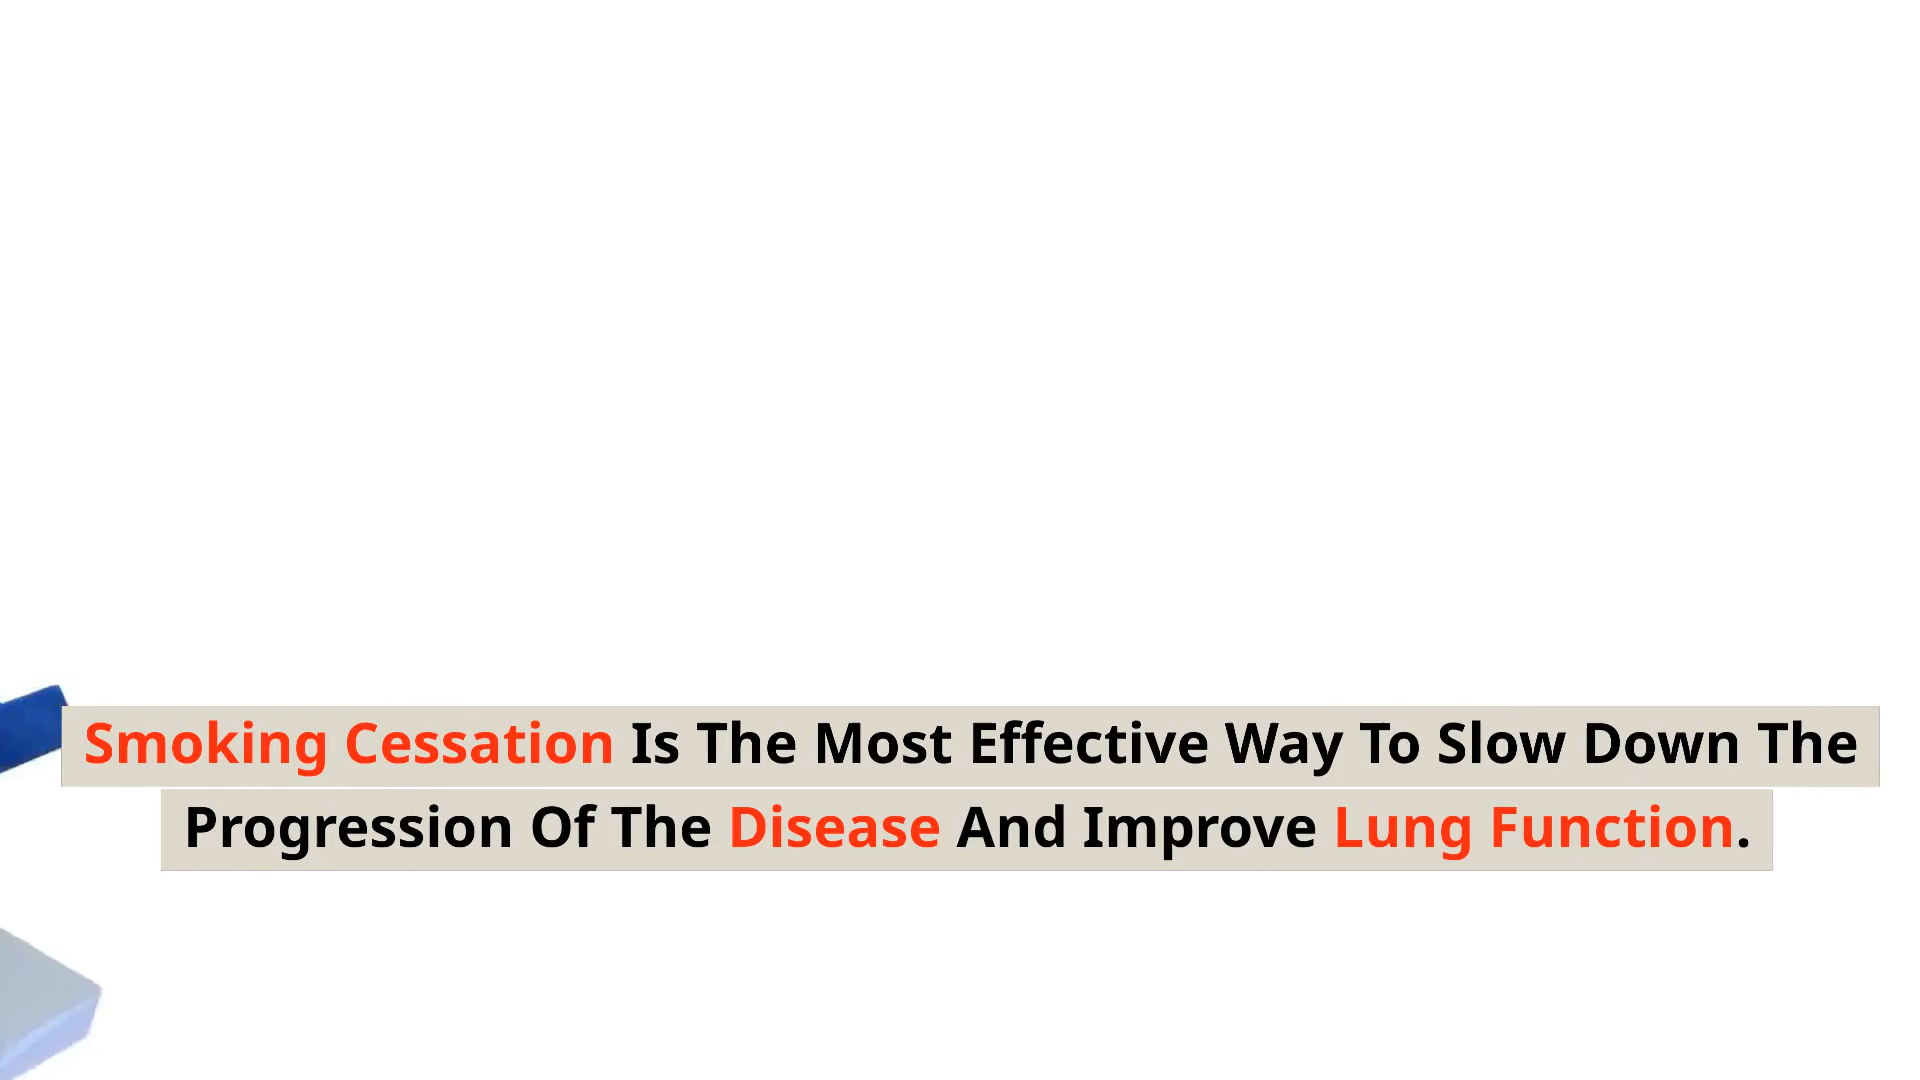 Smoking Cessation Is The Most Effective Way To Slow Down The
Progression Of The Disease And Improve Lung Function.